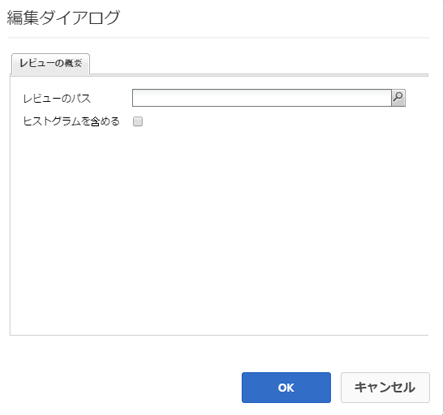 編集ダイアログ
レビューの概要
レビューのパス
ヒストグラムを含める
OK
キャンセル